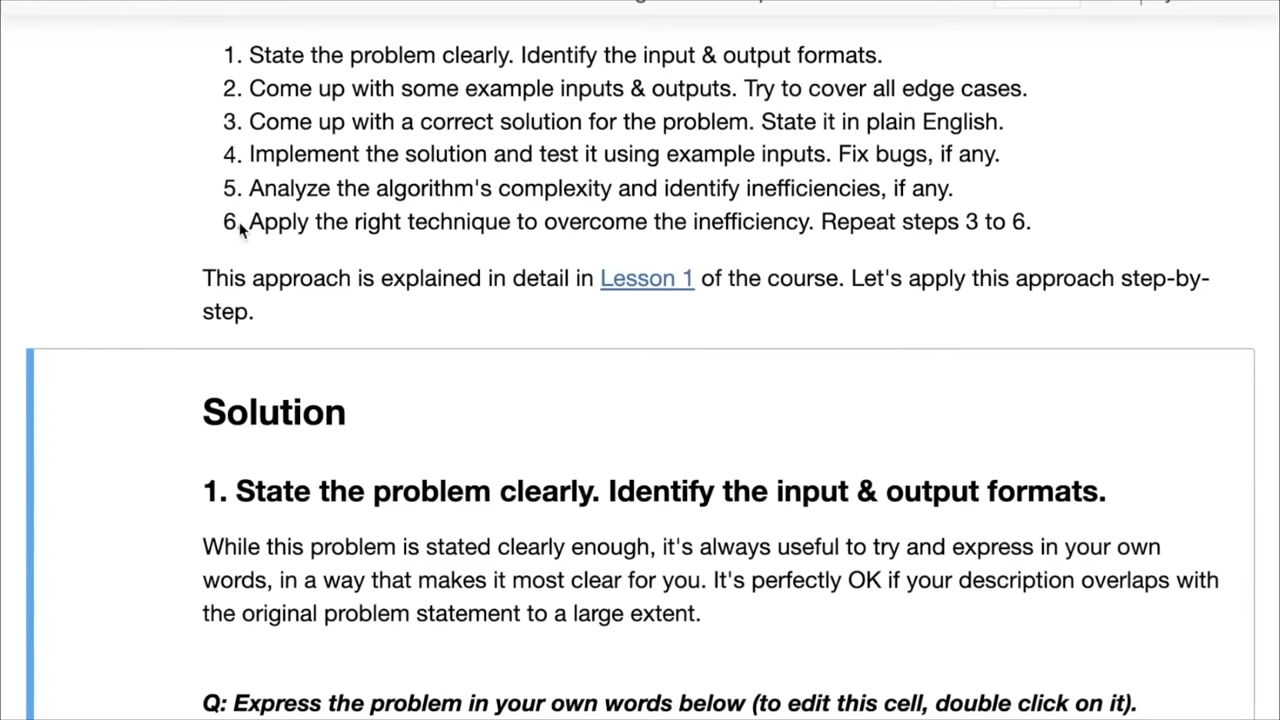 1. State the problem clearly. Identify the input & output formats.
2. Come up with some example inputs & outputs. Try to cover all edge cases.
3. Come up with a correct solution for the problem. State it in plain English.
4. Implement the solution and test it using example inputs. Fix bugs, if any.
5. Analyze the algorithm's complexity and identify inefficiencies, if any.
6. Apply the right technique to overcome the inefficiency. Repeat steps 3 to 6.
This approach is explained in detail in Lesson 1 of the course. Let's apply this approach step-by-
step.
Solution
1. State the problem clearly. Identify the input & output formats.
While this problem is stated clearly enough, it's always useful to try and express in your own
words, in a way that makes it most clear for you. It's perfectly OK if your description overlaps with
the original problem statement to a large extent.
Q: Express the problem in your own words below (to edit this cell, double click on it).